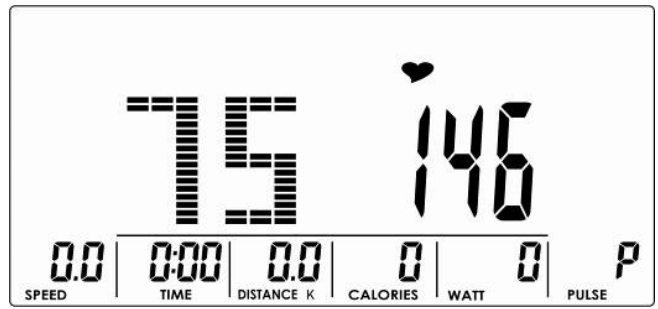 75 146
0.0 0:00 0.0 0 0 P
SPEED TIME DISTANCE K CALORIES WATT PULSE